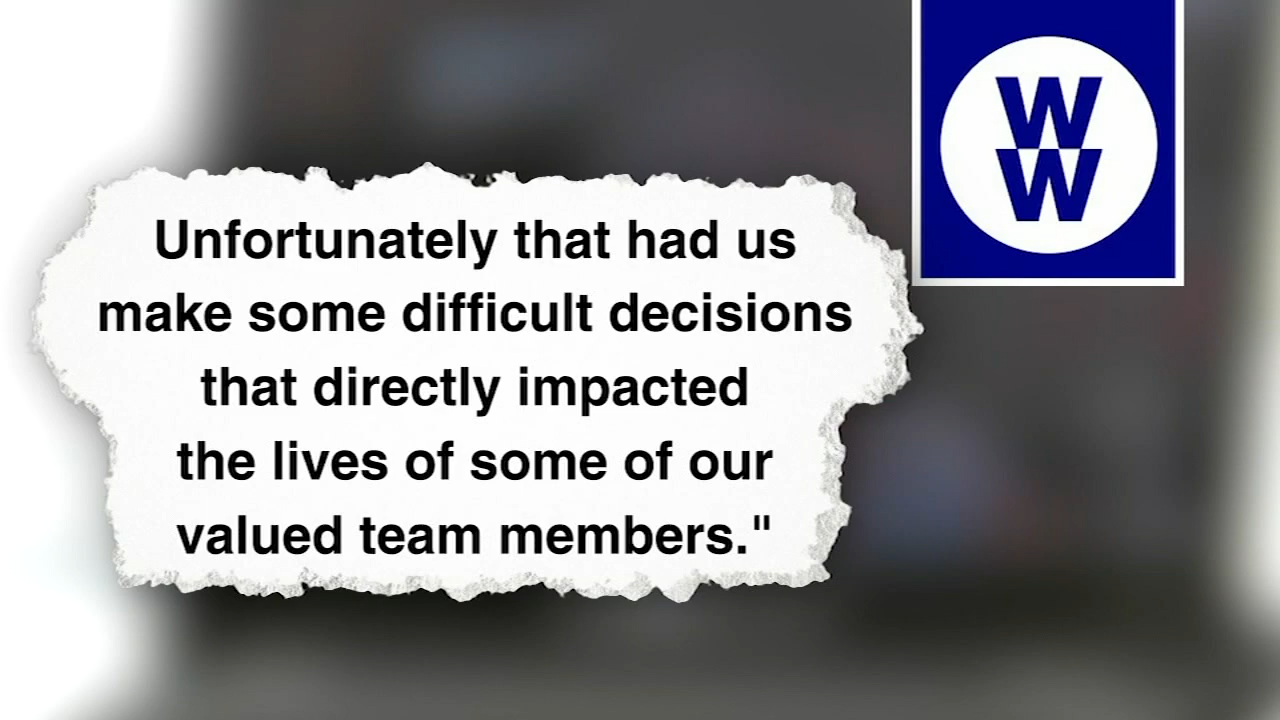 W
W
Unfortunately that had us
make some difficult decisions
that directly impacted
the lives of some of our
valued team members."